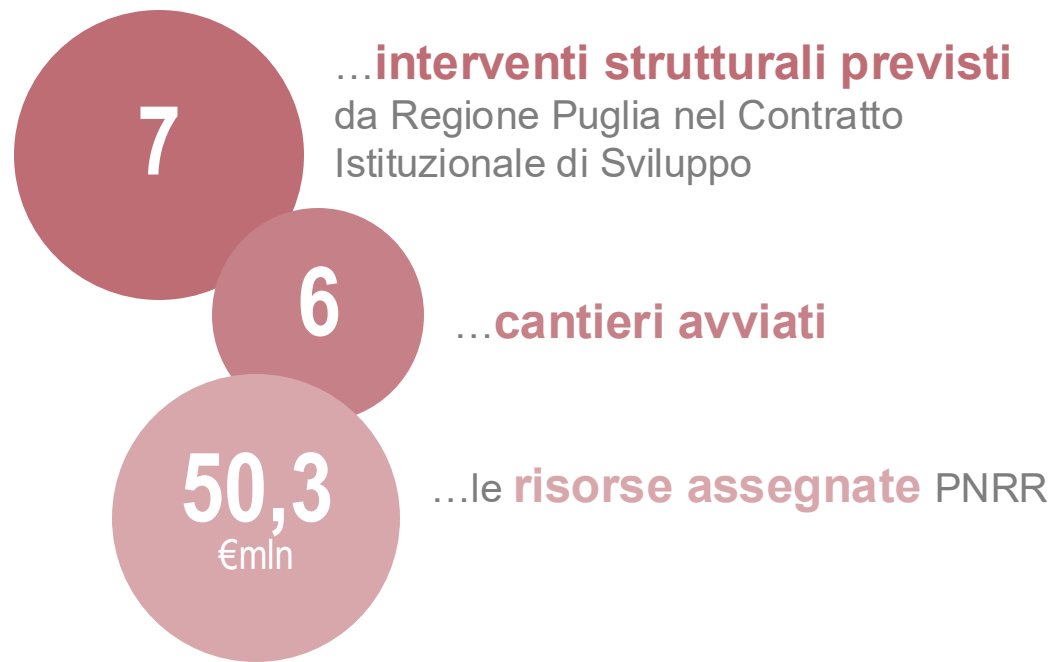 7
…interventi strutturali previsti
da Regione Puglia nel Contratto
Istituzionale di Sviluppo
6
…cantieri avviati
50,3
€mln
…le risorse assegnate PNRR